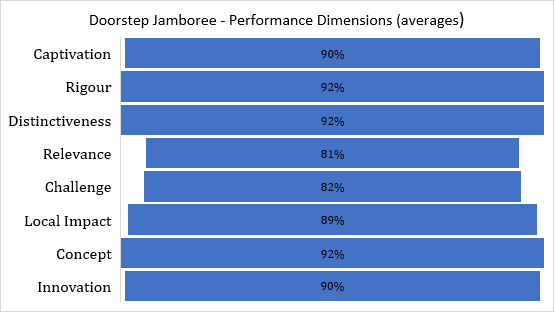 Doorstep Jamboree - Performance Dimensions (averages)
Captivation 90%
Rigour 92%
Distinctiveness 92%
Relevance 81%
Challenge 82%
Local Impact 89%
Concept 92%
Innovation 90%